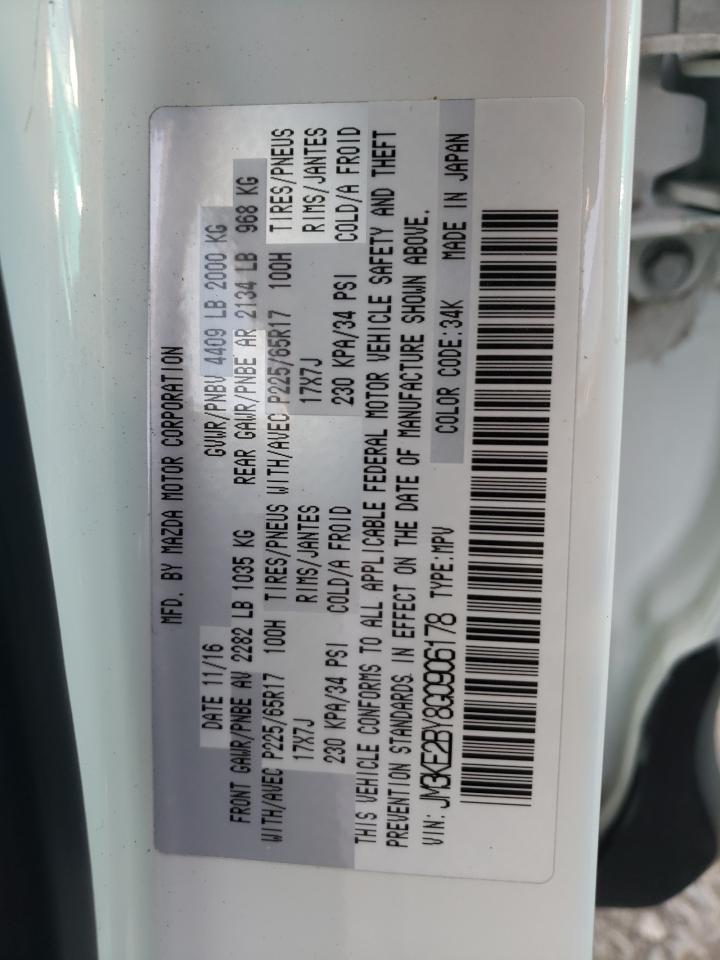 MFD. BY MAZDA MOTOR CORPORATION
DATE 11/16 GVWR/PNBV 4409 LB 2000 KG
FRONT GAWR/PNBE AV 2282 LB 1035 KG REAR GAWR/PNBE AR 2134 LB 968 KG
WITH/AVEC P225/65R17 100H TIRES/PNEUS WITH/AVEC P225/65R17 100H TIRES/PNEUS
17X7J RIMS/JANTES 17X7J RIMS/JANTES
230 KPA/34 PSI COLD/A FROID 230 KPA/34 PSI COLD/A FROID
THIS VEHICLE CONFORMS TO ALL APPLICABLE FEDERAL MOTOR VEHICLE SAFETY AND THEFT
PREVENTION STANDARDS IN EFFECT ON THE DATE OF MANUFACTURE SHOWN ABOVE.
VIN: JM3KE2BY8G0906178 TYPE:MPV COLOR CODE:34K MADE IN JAPAN